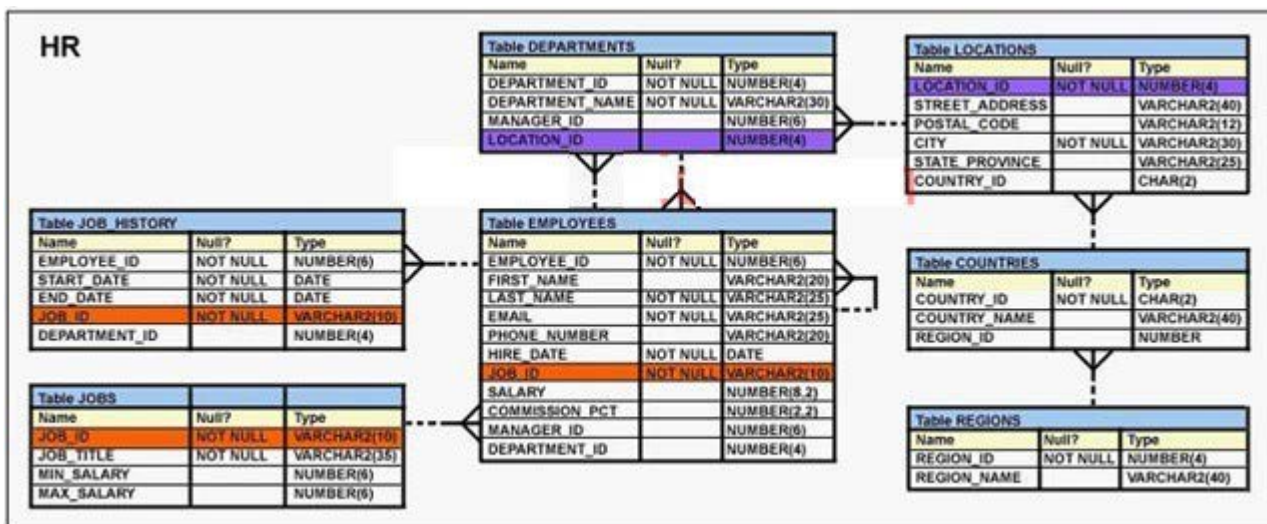 HR
Table DEPARTMENTS
Name Null? Type
DEPARTMENT_ID NOT NULL NUMBER(4)
DEPARTMENT_NAME NOT NULL VARCHAR2(30)
MANAGER_ID NUMBER(6)
LOCATION_ID NUMBER(4)
Table LOCATIONS
Name Null? Type
LOCATION_ID NOT NULL NUMBER(4)
STREET_ADDRESS VARCHAR2(40)
POSTAL_CODE VARCHAR2(12)
CITY NOT NULL VARCHAR2(30)
STATE_PROVINCE VARCHAR2(25)
COUNTRY_ID CHAR(2)
Table JOB_HISTORY
Name Null? Type
EMPLOYEE_ID NOT NULL NUMBER(6)
START_DATE NOT NULL DATE
END_DATE NOT NULL DATE
JOB_ID NOT NULL VARCHAR2(10)
DEPARTMENT_ID NUMBER(4)
Table EMPLOYEES
Name Null? Type
EMPLOYEE_ID NOT NULL NUMBER(6)
FIRST_NAME VARCHAR2(20)
LAST_NAME NOT NULL VARCHAR2(25)
EMAIL NOT NULL VARCHAR2(25)
PHONE_NUMBER VARCHAR2(20)
HIRE_DATE NOT NULL DATE
JOB_ID NOT NULL VARCHAR2(10)
SALARY NUMBER(8,2)
COMMISSION_PCT NUMBER(2,2)
MANAGER_ID NUMBER(6)
DEPARTMENT_ID NUMBER(4)
Table COUNTRIES
Name Null? Type
COUNTRY_ID NOT NULL CHAR(2)
COUNTRY_NAME VARCHAR2(40)
REGION_ID NUMBER
Table JOBS
Name Null? Type
JOB_ID NOT NULL VARCHAR2(10)
JOB_TITLE NOT NULL VARCHAR2(35)
MIN_SALARY NUMBER(6)
MAX_SALARY NUMBER(6)
Table REGIONS
Name Null? Type
REGION_ID NOT NULL NUMBER(4)
REGION_NAME VARCHAR2(40)